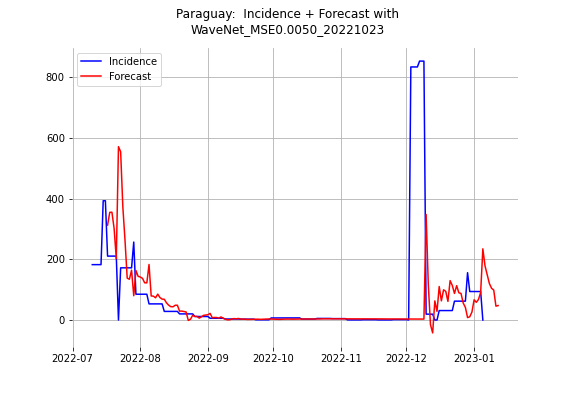 Paraguay:  Incidence + Forecast with
WaveNet_MSE0.0050_20221023
Incidence
Forecast
800
600
400
200
0
2022-07 2022-08 2022-09 2022-10 2022-11 2022-12 2023-01